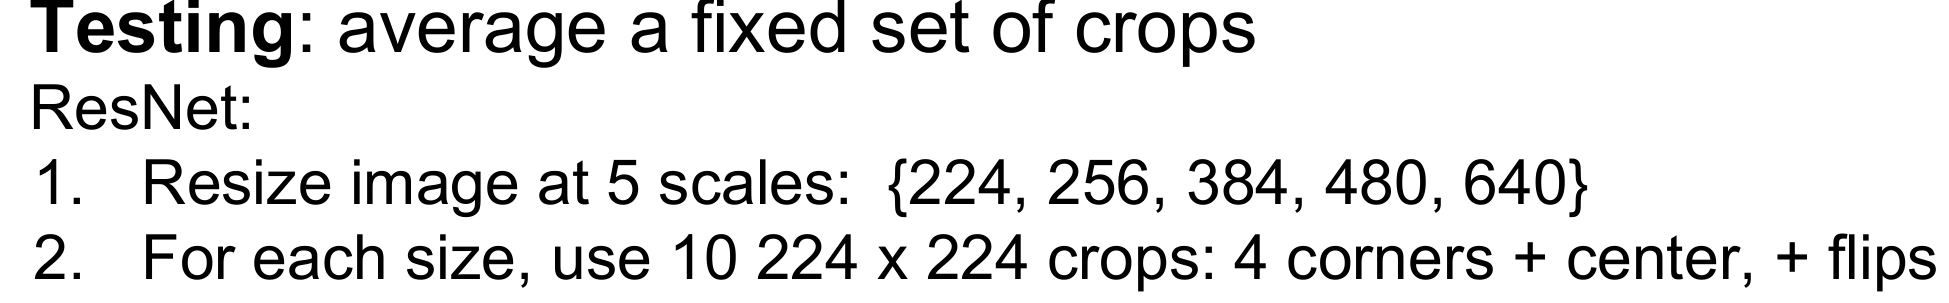 Testing: average a fixed set of crops
ResNet:
1. Resize image at 5 scales: {224, 256, 384, 480, 640}
2. For each size, use 10 224 x 224 crops: 4 corners + center, + flips